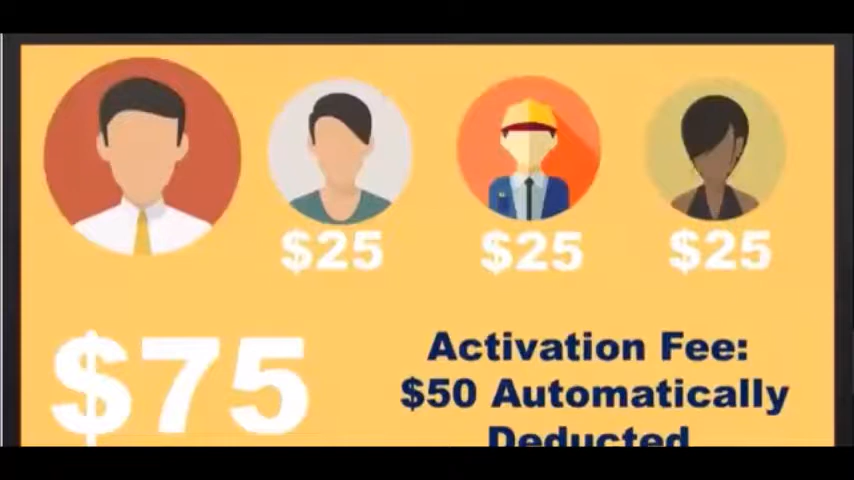 $25 $25 $25
$75
Activation Fee:
$50 Automatically
Deducted